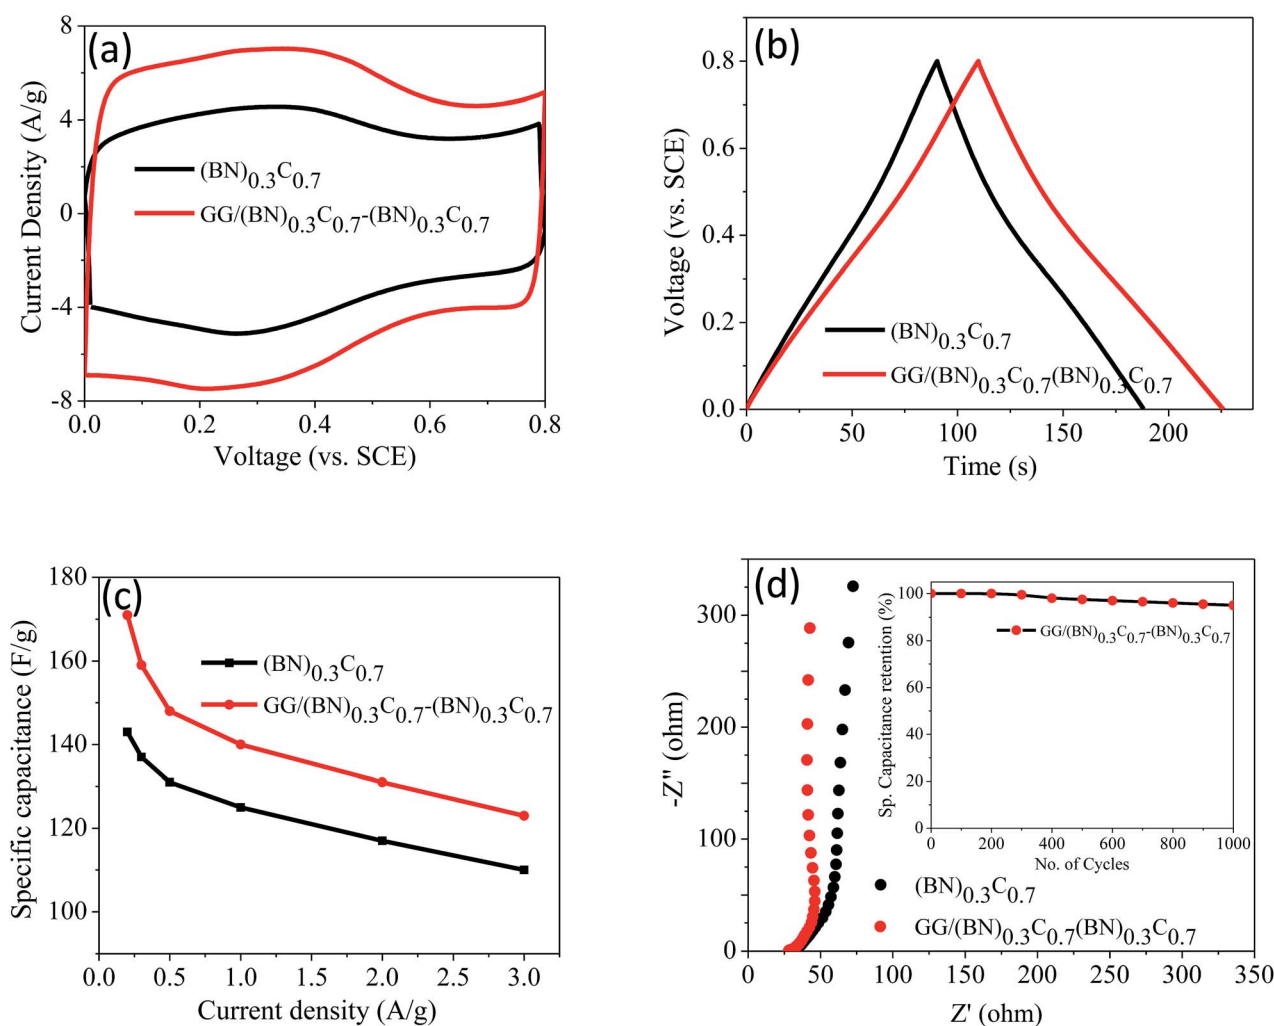 (a)
8
4
0
-4
-8
Current Density (A/g)
(BN)0.3C0.7
GG/(BN)0.3C0.7-(BN)0.3C0.7
0.0 0.2 0.4 0.6 0.8
Voltage (vs. SCE)
(b)
0.8
0.6
0.4
0.2
0.0
Voltage (vs. SCE)
(BN)0.3C0.7
GG/(BN)0.3C0.7(BN)0.3C0.7
0 50 100 150 200
Time (s)
(c)
180
160
140
120
100
Specific capacitance (F/g)
(BN)0.3C0.7
GG/(BN)0.3C0.7-(BN)0.3C0.7
0.0 0.5 1.0 1.5 2.0 2.5 3.0
Current density (A/g)
(d)
300
200
100
0
-Z" (ohm)
100
80
60
40
20
0
Sp. Capacitance retention (%)
GG/(BN)0.3C0.7-(BN)0.3C0.7
0 200 400 600 800 1000
No. of Cycles
(BN)0.3C0.7
GG/(BN)0.3C0.7(BN)0.3C0.7
0 50 100 150 200 250 300 350
Z' (ohm)